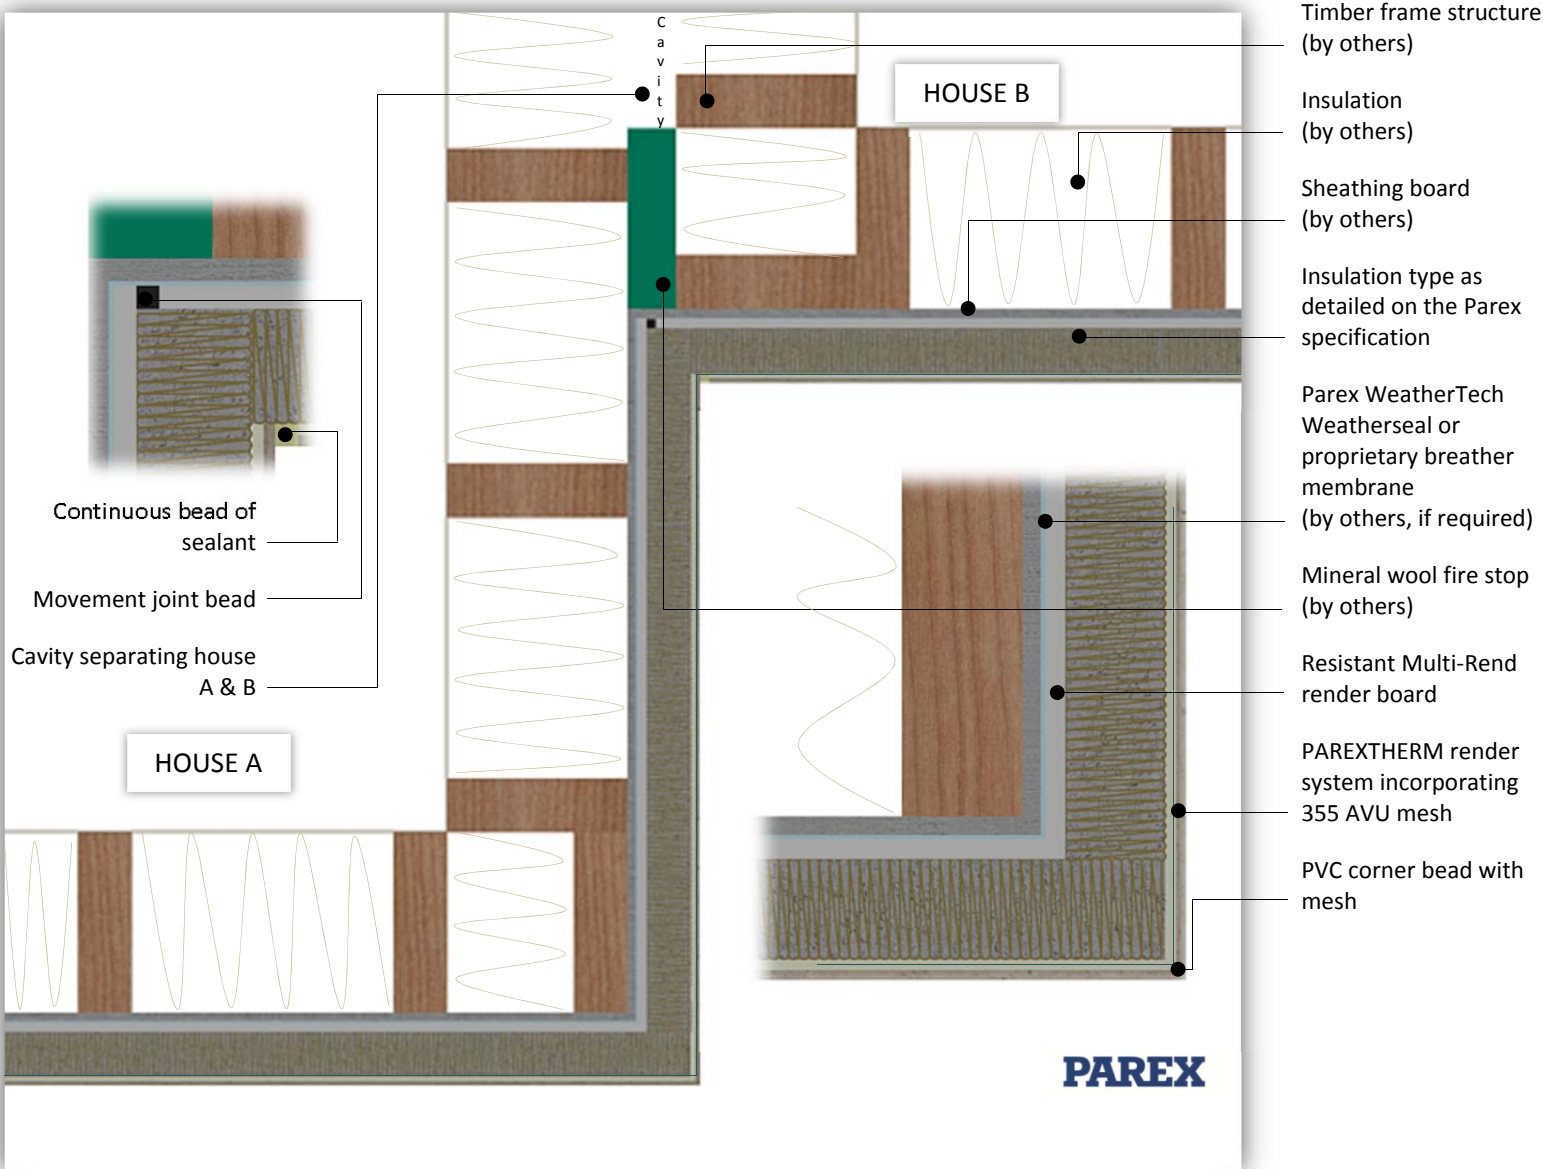 Cavity
HOUSE B
Timber frame structure
(by others)
Insulation
(by others)
Sheathing board
(by others)
Insulation type as
detailed on the Parex
specification
Parex WeatherTech
Weatherseal or
proprietary breather
membrane
(by others, if required)
Mineral wool fire stop
(by others)
Resistant Multi-Rend
render board
PAREXTHERM render
system incorporating
355 AVU mesh
PVC corner bead with
mesh
Continuous bead of
sealant
Movement joint bead
Cavity separating house
A & B
HOUSE A
PAREX